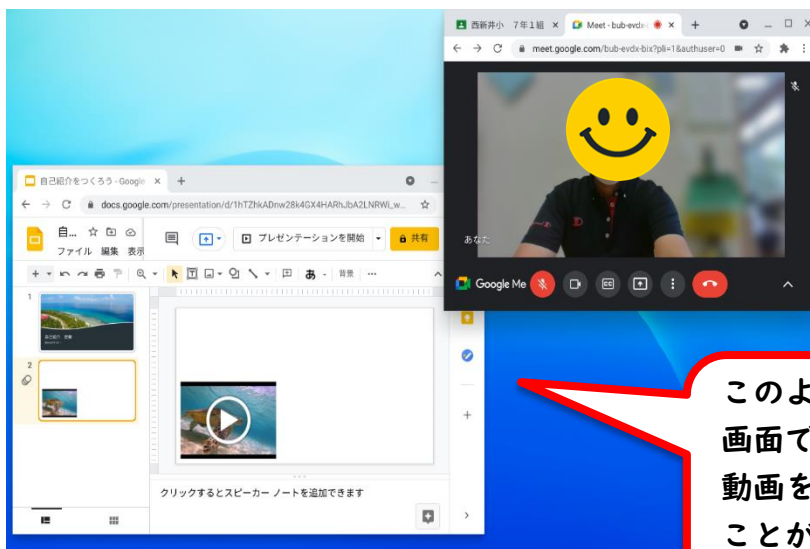 西新井小 7年1組
Meet - bub-evdx-
meet.google.com/bub-evdx-bix?pli=1&authuser=0
あなた
Google Me
自己紹介をつくろう - Google
docs.google.com/presentation/d/1hTZhkADnw28k4GX4HARhJbA2LNRWi_w...
自...
ファイル 編集 表示
プレゼンテーションを開始
共有
あ
背景
1
2
クリックするとスピーカー ノートを追加できます
このよ
画面で
動画を
ことが